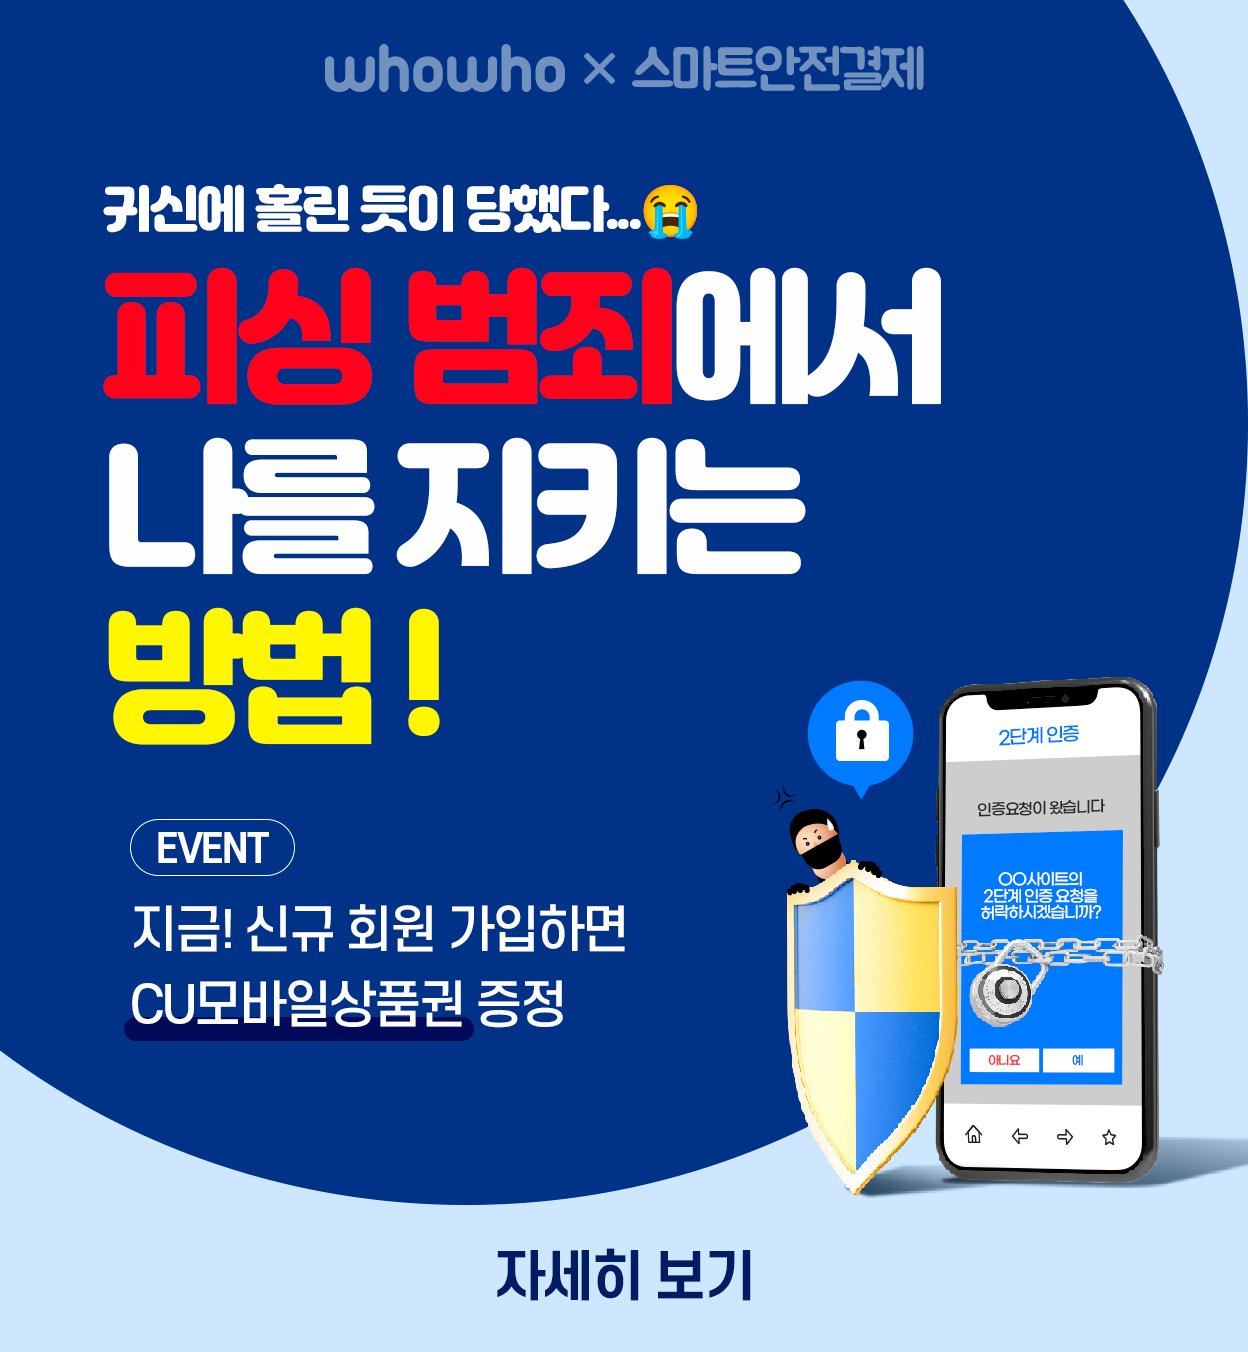 whowho × 스마트안전결제
귀신에 홀린 듯이 당했다...😭
피싱 범죄에서
나를 지키는
방법 !
EVENT
지금! 신규 회원 가입하면
CU모바일상품권 증정
2단계 인증
인증요청이 왔습니다
○○사이트의
2단계 인증 요청을
허락하시겠습니까?
아니요 예
자세히 보기